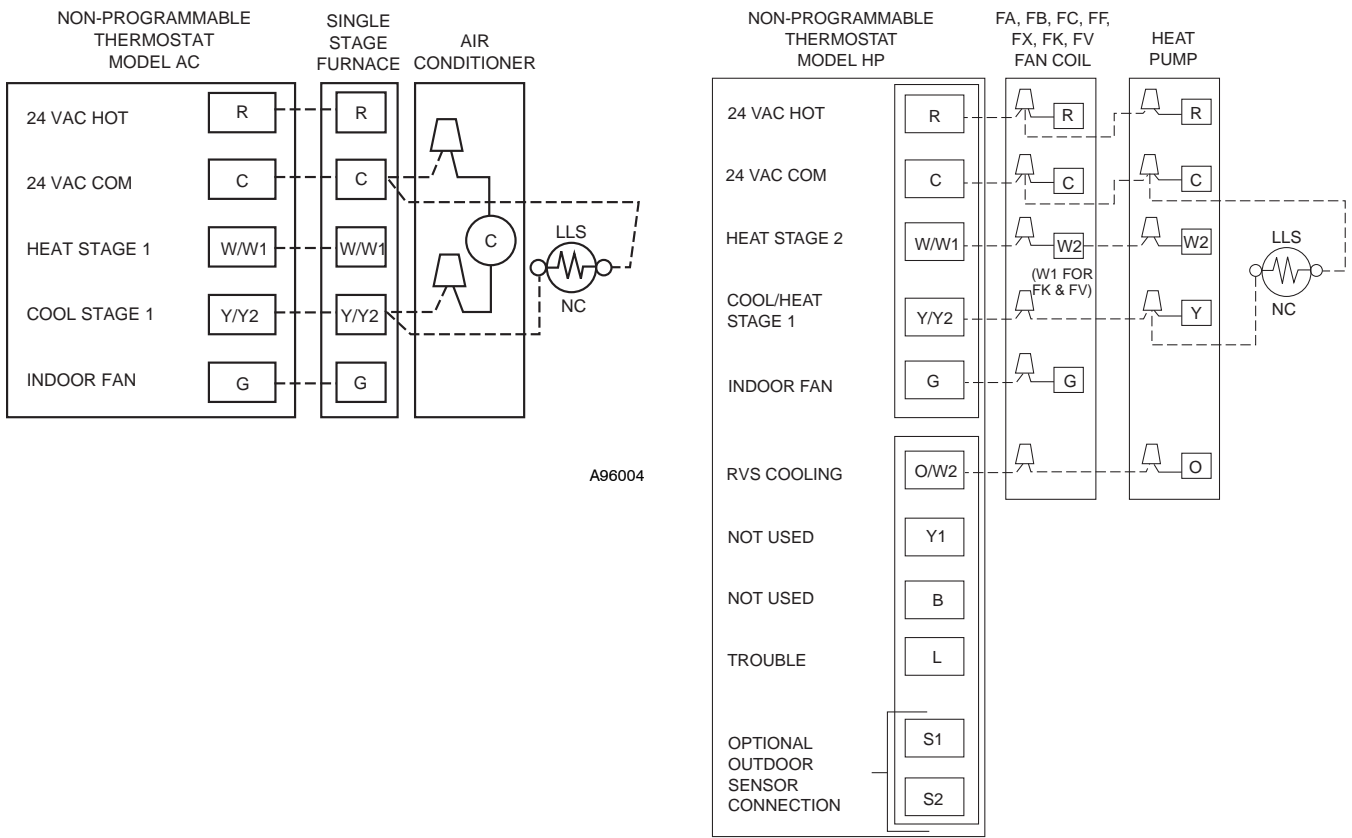 NON-PROGRAMMABLE
THERMOSTAT
MODEL AC
SINGLE
STAGE
FURNACE
AIR
CONDITIONER
24 VAC HOT
R
R
24 VAC COM
C
C
HEAT STAGE 1
W/W1
W/W1
C
LLS
NC
COOL STAGE 1
Y/Y2
Y/Y2
INDOOR FAN
G
G
A96004
NON-PROGRAMMABLE
THERMOSTAT
MODEL HP
FA, FB, FC, FF,
FX, FK, FV
FAN COIL
HEAT
PUMP
24 VAC HOT
R
R
R
24 VAC COM
C
C
C
HEAT STAGE 2
W/W1
W2
(W1 FOR
FK & FV)
W2
LLS
NC
COOL/HEAT
STAGE 1
Y/Y2
Y
INDOOR FAN
G
G
RVS COOLING
O/W2
O
NOT USED
Y1
NOT USED
B
TROUBLE
L
OPTIONAL
OUTDOOR
SENSOR
CONNECTION
S1
S2